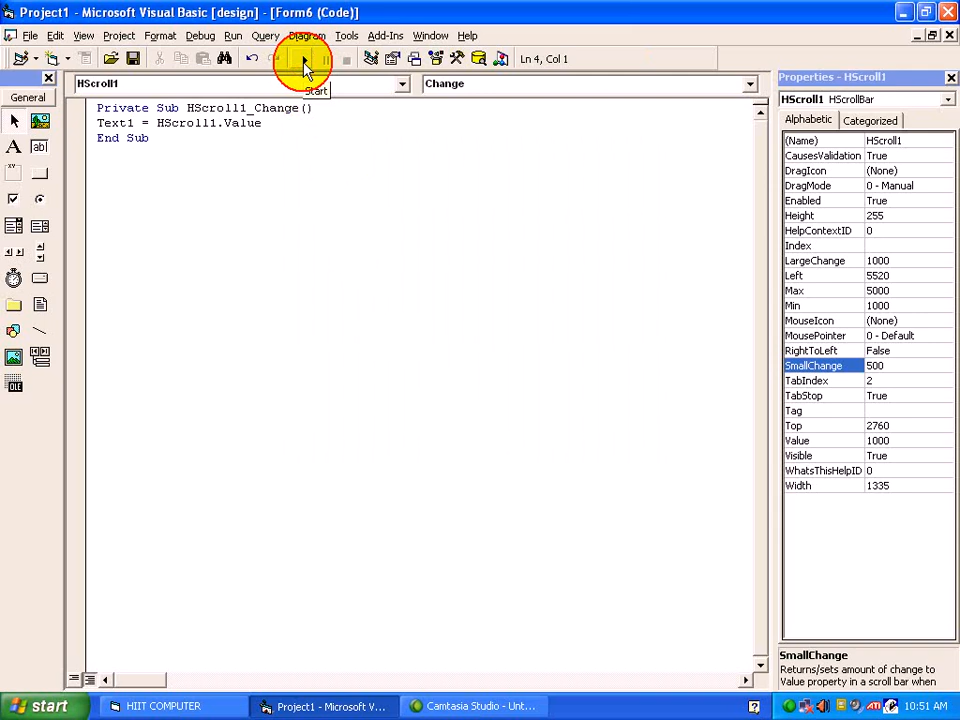 Project1 - Microsoft Visual Basic [design] - [Form6 (Code)]
File Edit View Project Format Debug Run Query Diagram Tools Add-Ins Window Help
Ln 4, Col 1
Start
General
HScroll1
Change
Private Sub HScroll1_Change()
Text1 = HScroll1.Value
End Sub
Properties - HScroll1
HScroll1 HScrollBar
Alphabetic Categorized
(Name) HScroll1
CausesValidation True
DragIcon (None)
DragMode 0 - Manual
Enabled True
Height 255
HelpContextID 0
Index
LargeChange 1000
Left 5520
Max 5000
Min 1000
MouseIcon (None)
MousePointer 0 - Default
RightToLeft False
SmallChange 500
TabIndex 2
TabStop True
Tag
Top 2760
Value 1000
Visible True
WhatsThisHelpID 0
Width 1335
SmallChange
Returns/sets amount of change to
Value property in a scroll bar when
start
HIIT COMPUTER
Project1 - Microsoft V...
Camtasia Studio - Unt...
10:51 AM